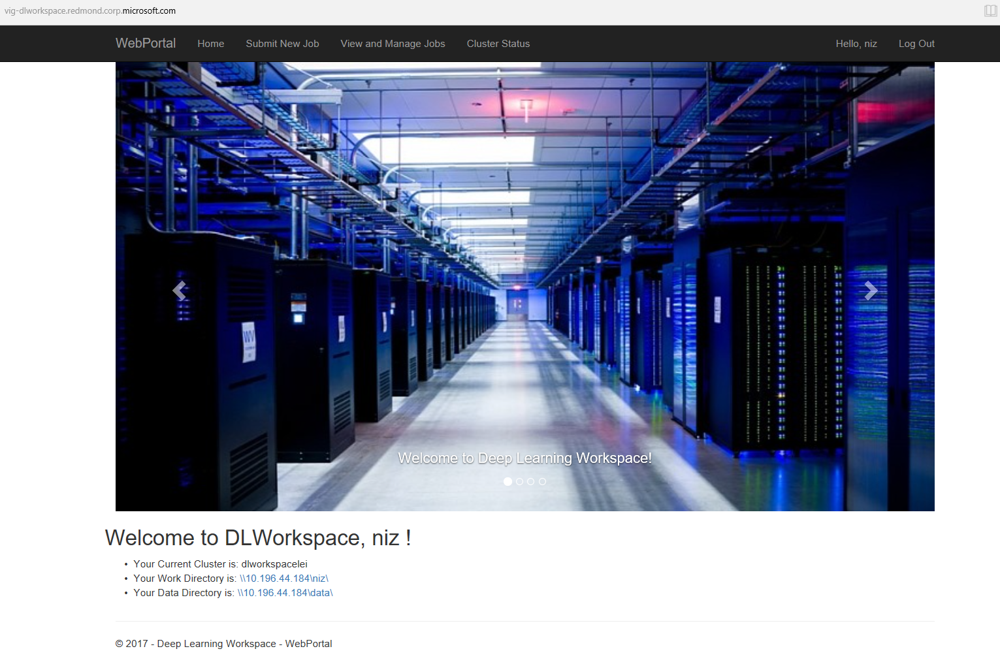 vig-dlworkspace.redmond.corp.microsoft.com
WebPortal Home Submit New Job View and Manage Jobs Cluster Status Hello, niz Log Out
Welcome to Deep Learning Workspace!
Welcome to DLWorkspace, niz !
• Your Current Cluster is: dlworkspacelei
• Your Work Directory is: \\10.196.44.184\niz\
• Your Data Directory is: \\10.196.44.184\data\
© 2017 - Deep Learning Workspace - WebPortal